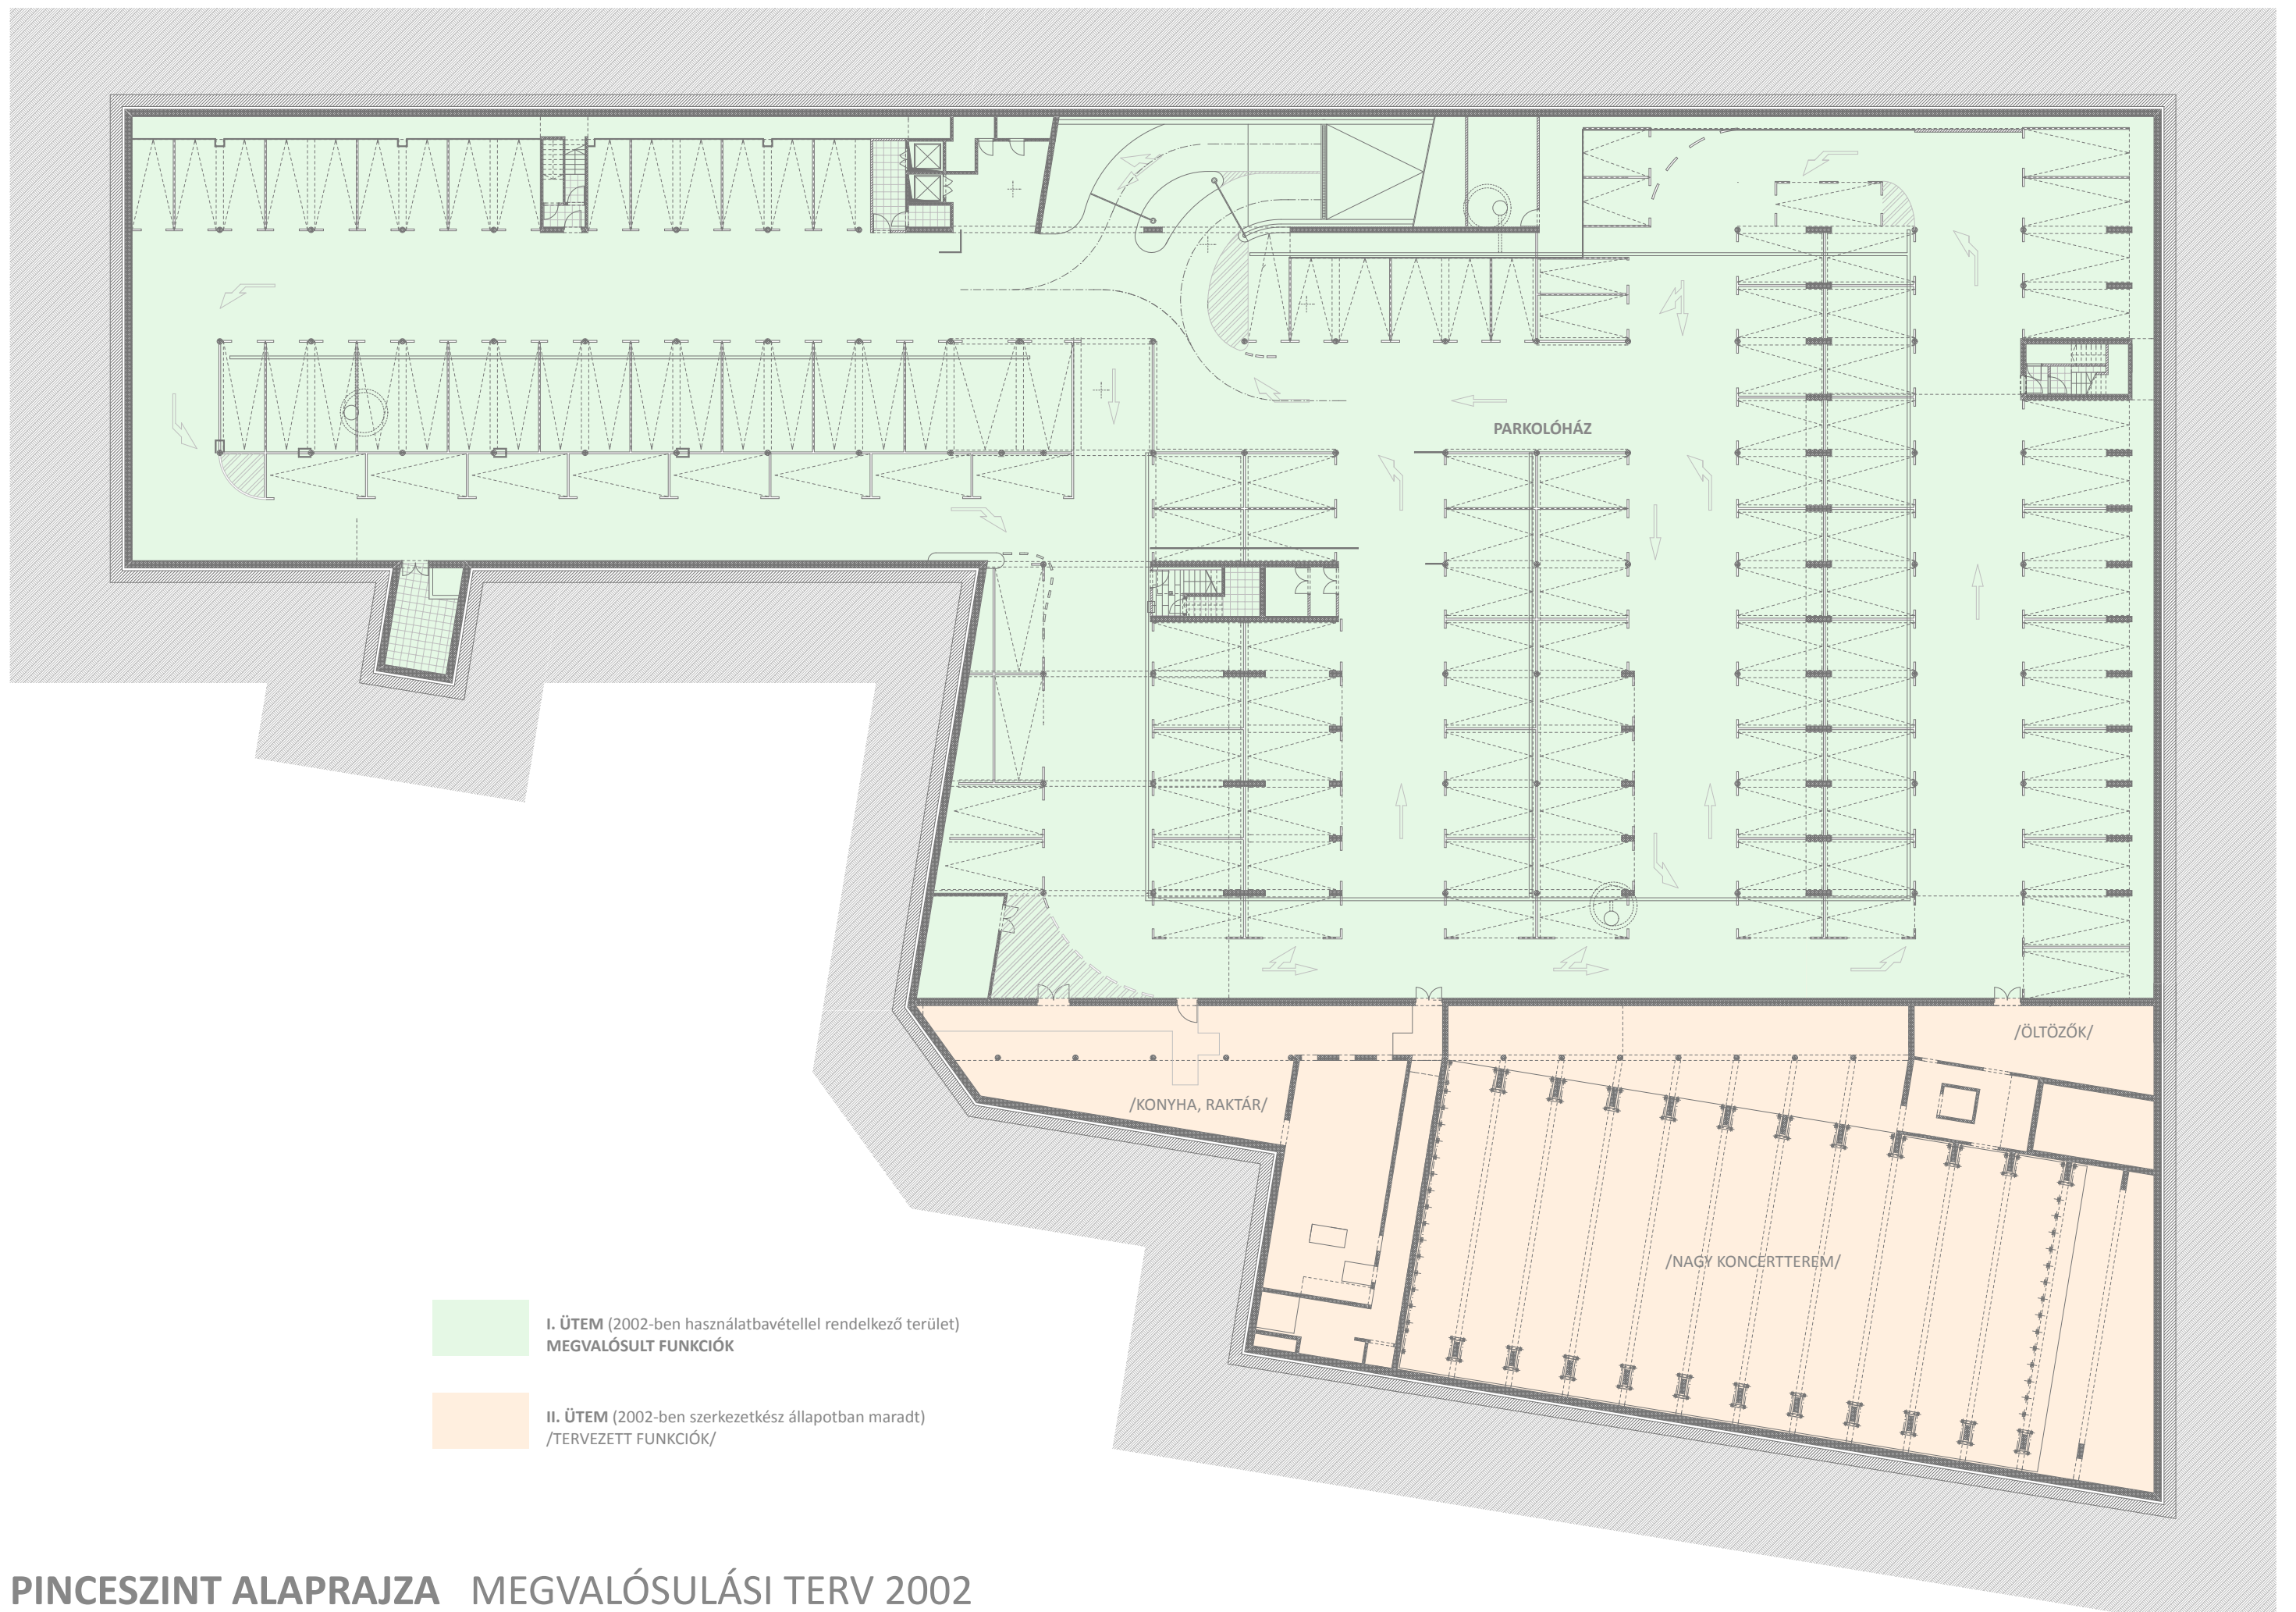 PARKOLÓHÁZ
/ÖLTÖZŐK/
/KONYHA, RAKTÁR/
/NAGY KONCERTTEREM/
I. ÜTEM (2002-ben használatbavétellel rendelkező terület)
MEGVALÓSULT FUNKCIÓK
II. ÜTEM (2002-ben szerkezetkész állapotban maradt)
/TERVEZETT FUNKCIÓK/
PINCESZINT ALAPRAJZA MEGVALÓSULÁSI TERV 2002